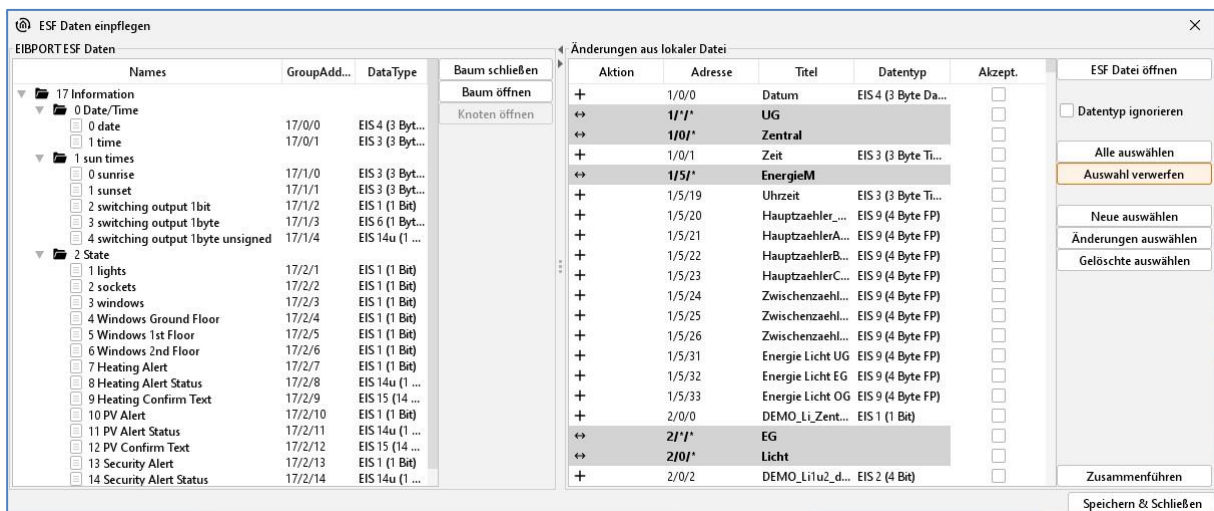 ESF Daten einpflegen
EIBPORT ESF Daten
Names GroupAdd... DataType
17 Information
0 Date/Time
0 date 17/0/0 EIS 4 (3 Byt...
1 time 17/0/1 EIS 3 (3 Byt...
1 sun times
0 sunrise 17/1/0 EIS 3 (3 Byt...
1 sunset 17/1/1 EIS 3 (3 Byt...
2 switching output 1bit 17/1/2 EIS 1 (1 Bit)
3 switching output 1byte 17/1/3 EIS 6 (1 Byt...
4 switching output 1byte unsigned 17/1/4 EIS 14u (1 ...
2 State
1 lights 17/2/1 EIS 1 (1 Bit)
2 sockets 17/2/2 EIS 1 (1 Bit)
3 windows 17/2/3 EIS 1 (1 Bit)
4 Windows Ground Floor 17/2/4 EIS 1 (1 Bit)
5 Windows 1st Floor 17/2/5 EIS 1 (1 Bit)
6 Windows 2nd Floor 17/2/6 EIS 1 (1 Bit)
7 Heating Alert 17/2/7 EIS 1 (1 Bit)
8 Heating Alert Status 17/2/8 EIS 14u (1 ...
9 Heating Confirm Text 17/2/9 EIS 15 (14 ...
10 PV Alert 17/2/10 EIS 1 (1 Bit)
11 PV Alert Status 17/2/11 EIS 14u (1 ...
12 PV Confirm Text 17/2/12 EIS 15 (14 ...
13 Security Alert 17/2/13 EIS 1 (1 Bit)
14 Security Alert Status 17/2/14 EIS 14u (1 ...
Baum schließen
Baum öffnen
Knoten öffnen
Änderungen aus lokaler Datei
Aktion Adresse Titel Datentyp Akzept.
+ 1/0/0 Datum EIS 4 (3 Byte Da...
↔ 1/*/* UG
↔ 1/0/* Zentral
+ 1/0/1 Zeit EIS 3 (3 Byte Ti...
↔ 1/5/* EnergieM
+ 1/5/19 Uhrzeit EIS 3 (3 Byte Ti...
+ 1/5/20 Hauptzaehler_... EIS 9 (4 Byte FP)
+ 1/5/21 HauptzaehlerA... EIS 9 (4 Byte FP)
+ 1/5/22 HauptzaehlerB... EIS 9 (4 Byte FP)
+ 1/5/23 HauptzaehlerC... EIS 9 (4 Byte FP)
+ 1/5/24 Zwischenzaehl... EIS 9 (4 Byte FP)
+ 1/5/25 Zwischenzaehl... EIS 9 (4 Byte FP)
+ 1/5/26 Zwischenzaehl... EIS 9 (4 Byte FP)
+ 1/5/31 Energie Licht UG EIS 9 (4 Byte FP)
+ 1/5/32 Energie Licht EG EIS 9 (4 Byte FP)
+ 1/5/33 Energie Licht OG EIS 9 (4 Byte FP)
+ 2/0/0 DEMO_Li_Zent... EIS 1 (1 Bit)
↔ 2/*/* EG
↔ 2/0/* Licht
+ 2/0/2 DEMO_Li1u2_d... EIS 2 (4 Bit)
ESF Datei öffnen
Datentyp ignorieren
Alle auswählen
Auswahl verwerfen
Neue auswählen
Änderungen auswählen
Gelöschte auswählen
Zusammenführen
Speichern & Schließen